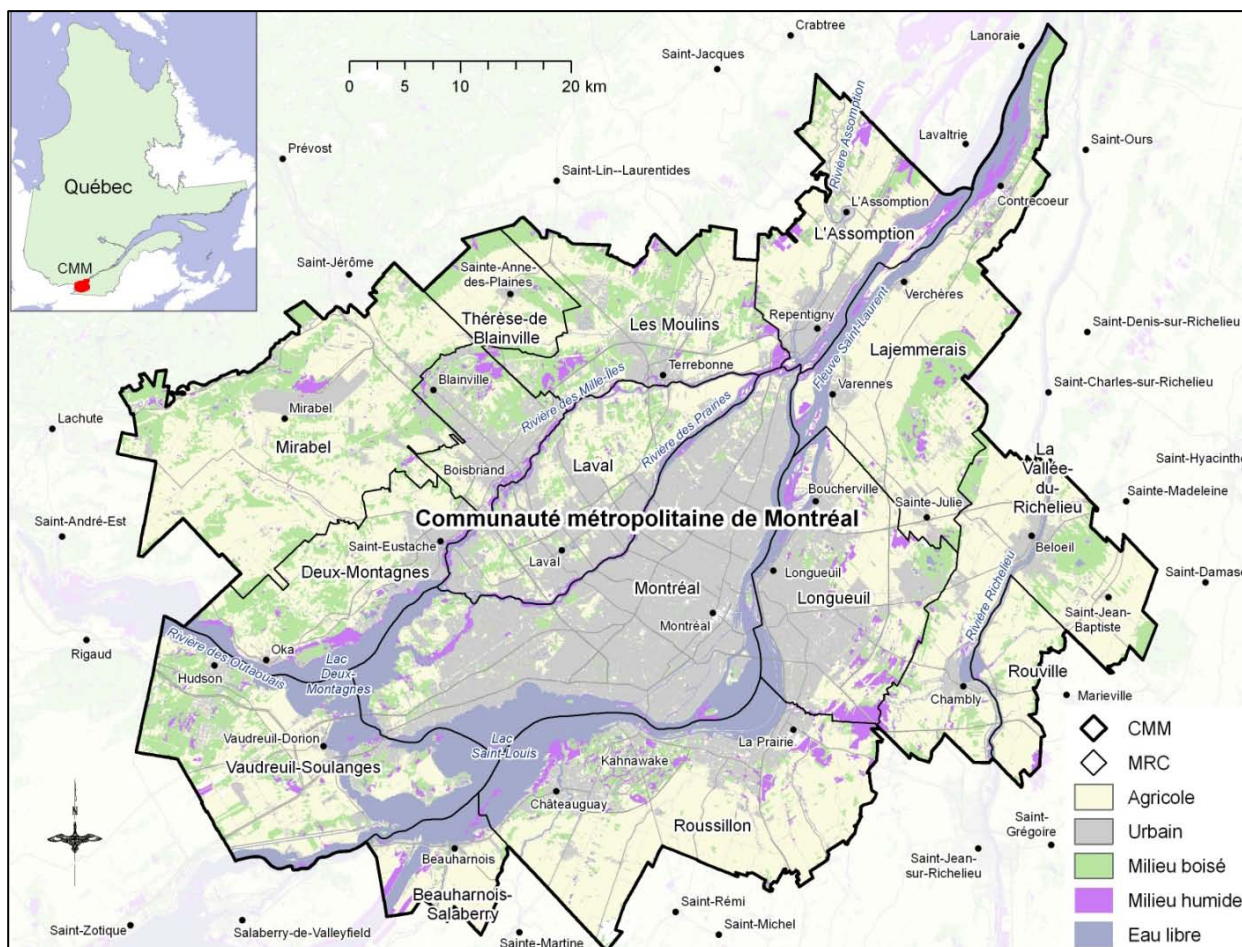 Québec
CMM
0 10 20 km
Crabtree
Saint-Jacques
Lanoraie
Rivière Assomption
Lavaltrie
Saint-Ours
Prévost
Saint-Lin--Laurentides
L'Assomption
L'Assomption
Contrecoeur
Saint-Jérôme
Sainte-Anne-
des-Plaines
Thérèse-de
Blainville
Les Moulins
Repentigny
Verchères
Fleuve Saint-Laurent
Lajemmerais
Saint-Denis-sur-Richelieu
Terrebonne
Blainville
Varennes
Saint-Charles-sur-Richelieu
Lachute
Mirabel
Mirabel
Rivière des Mille-Îles
Rivière des Prairies
Laval
Boisbriand
La
Vallée-
du-
Richelieu
Saint-Hyacinthe
Sainte-Madeleine
Boucherville
Sainte-Julie
Communauté métropolitaine de Montréal
Saint-André-Est
Saint-Eustache
Deux-Montagnes
Laval
Beloeil
Longueuil
Longueuil
Montréal
Montréal
Saint-Damase
Saint-Jean-
Baptiste
Rivière Richelieu
Rigaud
Rivière des Outaouais
Oka
Hudson
Lac
Deux-
Montagnes
Rouville
Chambly
Marieville
Vaudreuil-Dorion
Vaudreuil-Soulanges
Lac
Saint-Louis
La Prairie
Kahnawake
Châteauguay
Roussillon
N
Beauharnois
Beauharnois-
Salaberry
Saint-
Grégoire
Saint-Jean-
sur-Richelieu
Saint-Rémi
Saint-Michel
Saint-Zotique
Salaberry-de-Valleyfield
Sainte-Martine
CMM
MRC
Agricole
Urbain
Milieu boisé
Milieu humide
Eau libre